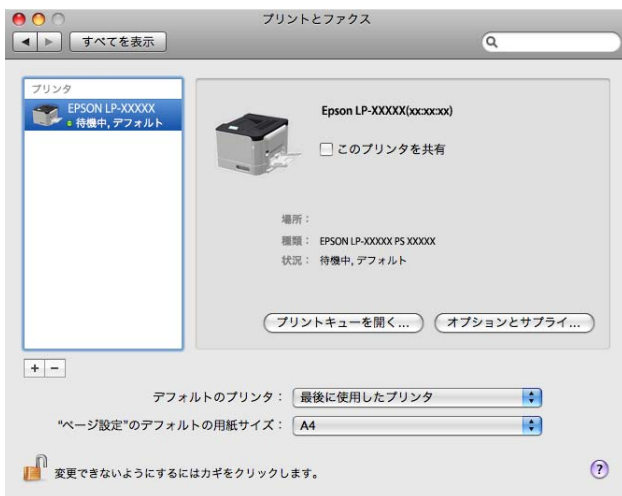 プリントとファクス
すべてを表示
プリンタ
EPSON LP-XXXXX
待機中, デフォルト
Epson LP-XXXXX(xx:xx:xx)
このプリンタを共有
場所：
種類： EPSON LP-XXXXX PS XXXXX
状況： 待機中, デフォルト
プリントキューを開く... オプションとサプライ...
+ −
デフォルトのプリンタ： 最後に使用したプリンタ
"ページ設定"のデフォルトの用紙サイズ： A4
変更できないようにするにはカギをクリックします。 ?